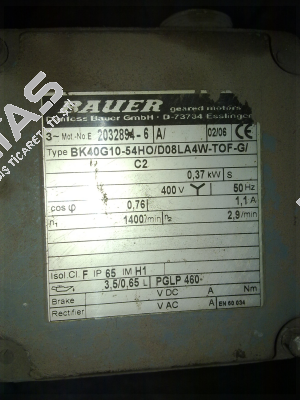 BAUER geared motors
Bauer GmbH · D-73734 Esslingen
3~ Mot.-No.E 2032894-6 A/ 02/06 CE
Type BK40G10-54HO/D08LA4W-TOF-G/
C2
0,37 kW S
400 V Y 50 Hz
cos φ 0,76 1,1 A
n₁ 1400/min n₂ 2,9/min
Isol.Cl. F IP 65 IM H1
3,5/0,65 L PGLP 460- A Nm
Brake V DC A
Rectifier V AC A EN 60 034